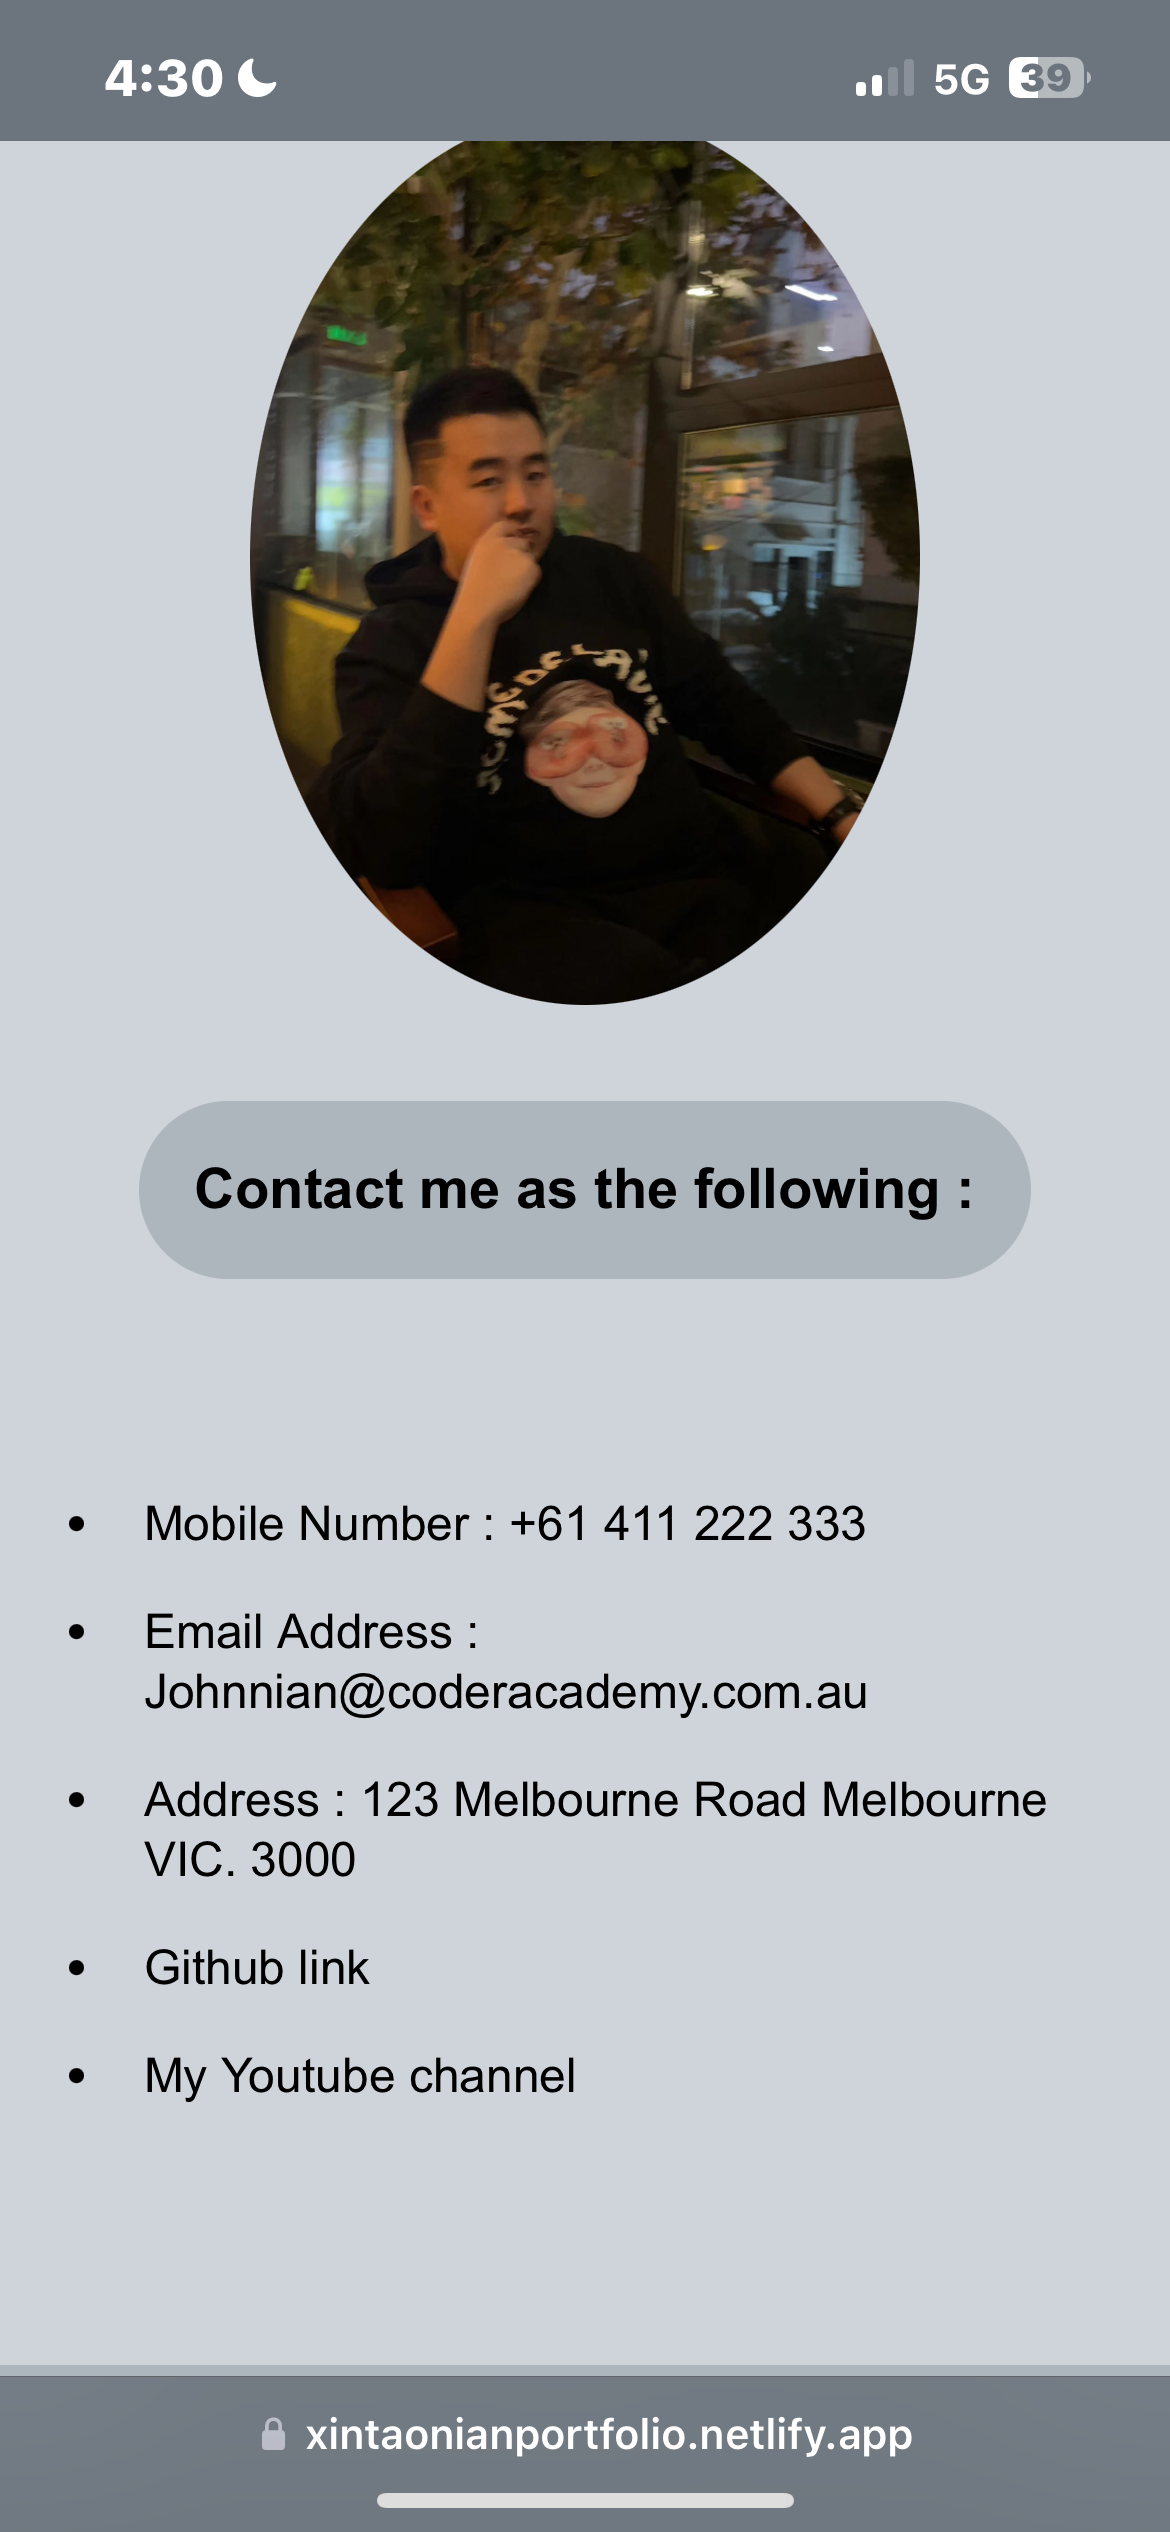 4:30
5G 39
Contact me as the following :
Mobile Number : +61 411 222 333
Email Address :
Johnnian@coderacademy.com.au
Address : 123 Melbourne Road Melbourne
VIC. 3000
Github link
My Youtube channel
xintaonianportfolio.netlify.app